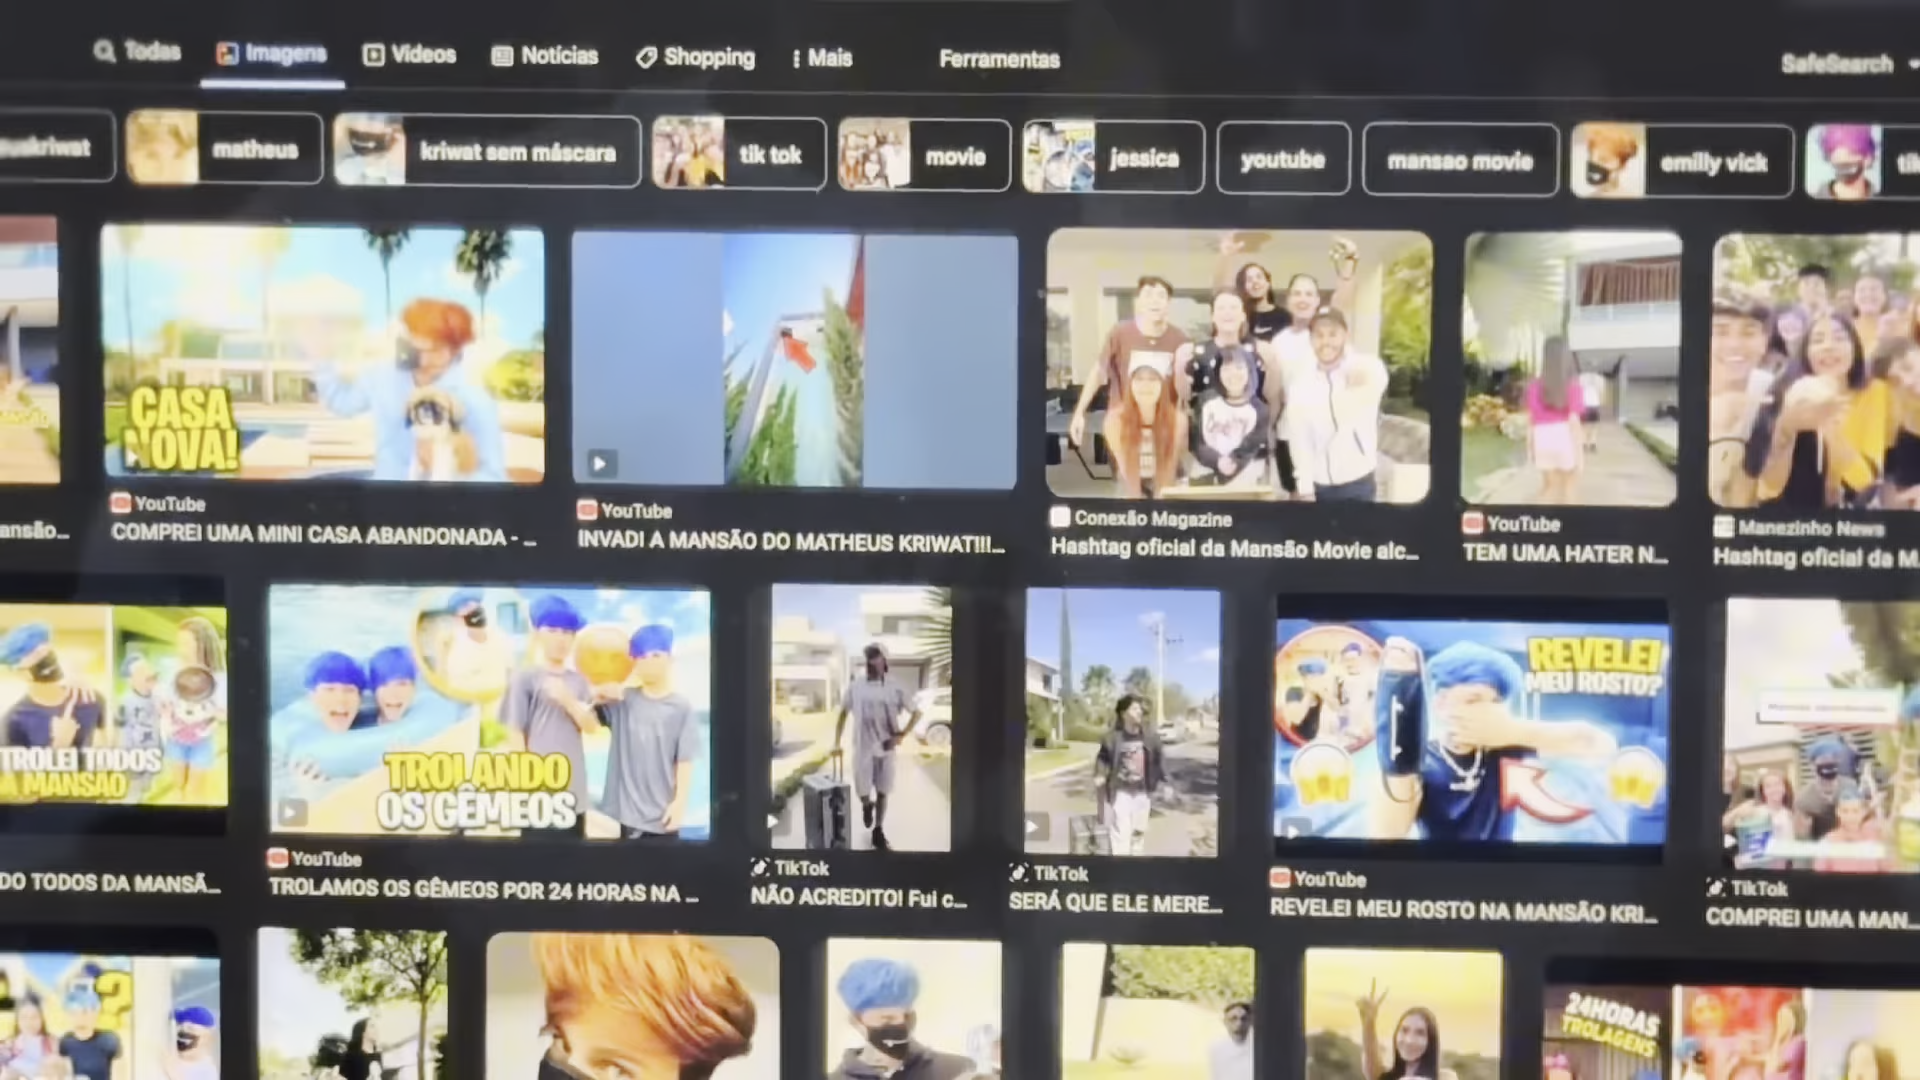 Todas Imagens Vídeos Notícias Shopping Mais Ferramentas SafeSearch
matheus kriwat sem máscara tik tok movie jessica youtube mansao movie emilly vick
CASA
NOVA!
YouTube
COMPREI UMA MINI CASA ABANDONADA - ...
YouTube
INVADI A MANSÃO DO MATHEUS KRIWAT!!!...
Conexão Magazine
Hashtag oficial da Mansão Movie alc...
YouTube
TEM UMA HATER N...
Manezinho News
Hashtag oficial da M
TROLEI TODOS
A MANSÃO
DO TODOS DA MANSÃ...
TROLANDO
OS GÊMEOS
YouTube
TROLAMOS OS GÊMEOS POR 24 HORAS NA ...
TikTok
NÃO ACREDITO! Fui c...
TikTok
SERÁ QUE ELE MERE...
REVELEI
MEU ROSTO?
YouTube
REVELEI MEU ROSTO NA MANSÃO KRI...
TikTok
COMPREI UMA MAN...
?
24HORAS
TROLAGENS